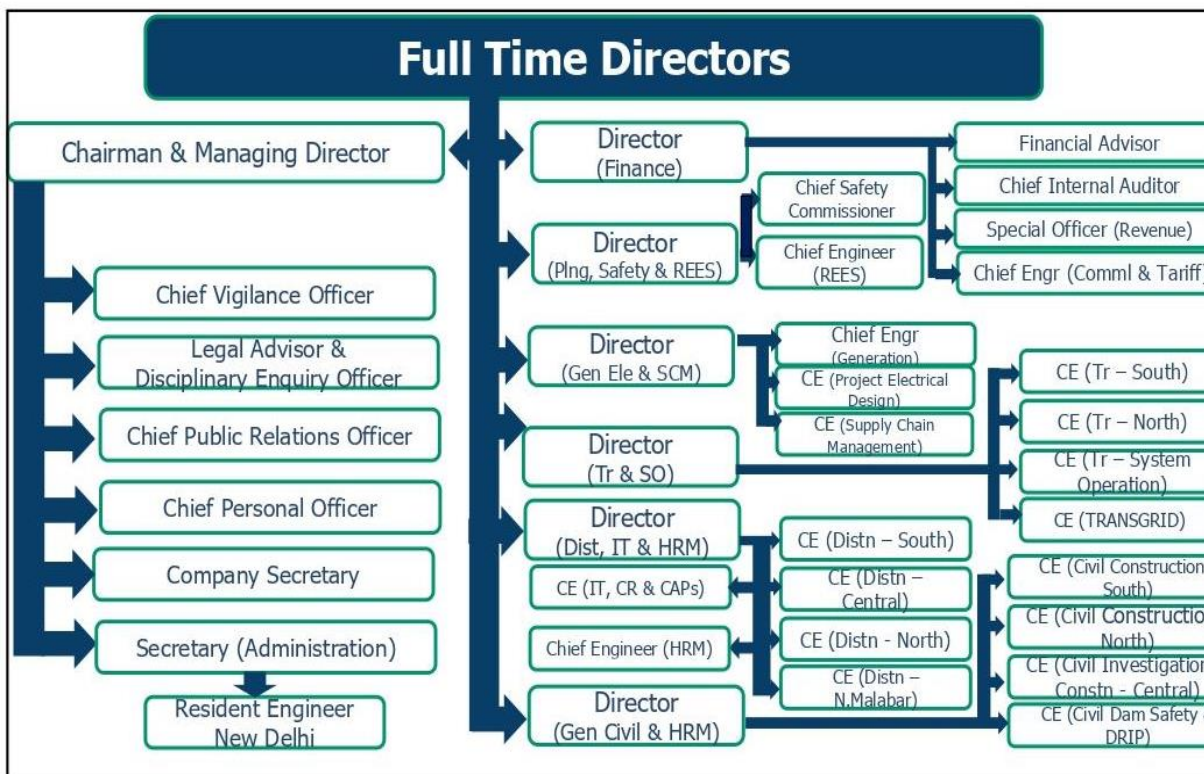 Full Time Directors
Chairman & Managing Director
Chief Vigilance Officer
Legal Advisor &
Disciplinary Enquiry Officer
Chief Public Relations Officer
Chief Personal Officer
Company Secretary
Secretary (Administration)
Resident Engineer
New Delhi
Director
(Finance)
Financial Advisor
Chief Internal Auditor
Special Officer (Revenue)
Chief Engr (Comml & Tariff)
Director
(Plng, Safety & REES)
Chief Safety
Commissioner
Chief Engineer
(REES)
Director
(Gen Ele & SCM)
Chief Engr
(Generation)
CE (Project Electrical
Design)
CE (Supply Chain
Management)
Director
(Tr & SO)
CE (Tr – South)
CE (Tr – North)
CE (Tr – System
Operation)
CE (TRANSGRID)
Director
(Dist, IT & HRM)
CE (IT, CR & CAPs)
Chief Engineer (HRM)
CE (Distn – South)
CE (Distn –
Central)
CE (Distn - North)
CE (Distn –
N.Malabar)
Director
(Gen Civil & HRM)
CE (Civil Construction
South)
CE (Civil Constructio
North)
CE (Civil Investigation
Constn - Central)
CE (Civil Dam Safety
DRIP)